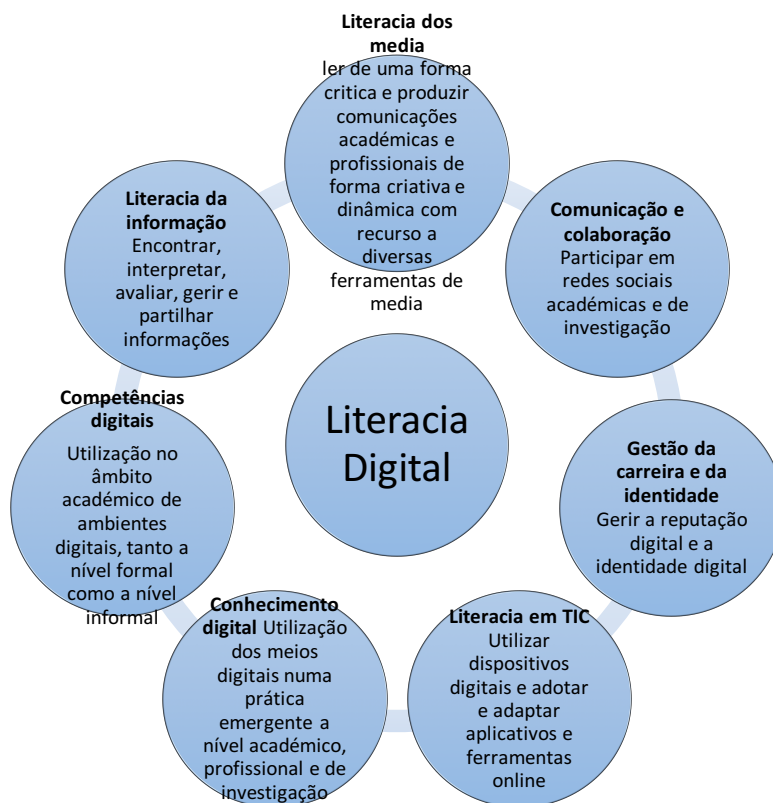 Literacia dos
media
ler de uma forma
critica e produzir
comunicações
académicas e
profissionais de
forma criativa e
dinâmica com
recurso a
diversas
ferramentas de
media
Comunicação e
colaboração
Participar em
redes sociais
académicas e de
investigação
Gestão da
carreira e da
identidade
Gerir a reputação
digital e a
identidade digital
Literacia em TIC
Utilizar
dispositivos
digitais e adotar
e adaptar
aplicativos e
ferramentas
online
Conhecimento
digital Utilização
dos meios
digitais numa
prática
emergente a
nível académico,
profissional e de
investigação
Competências
digitais
Utilização no
âmbito
académico de
ambientes
digitais, tanto a
nível formal
como a nível
informal
Literacia da
informação
Encontrar,
interpretar,
avaliar, gerir e
partilhar
informações
Literacia
Digital